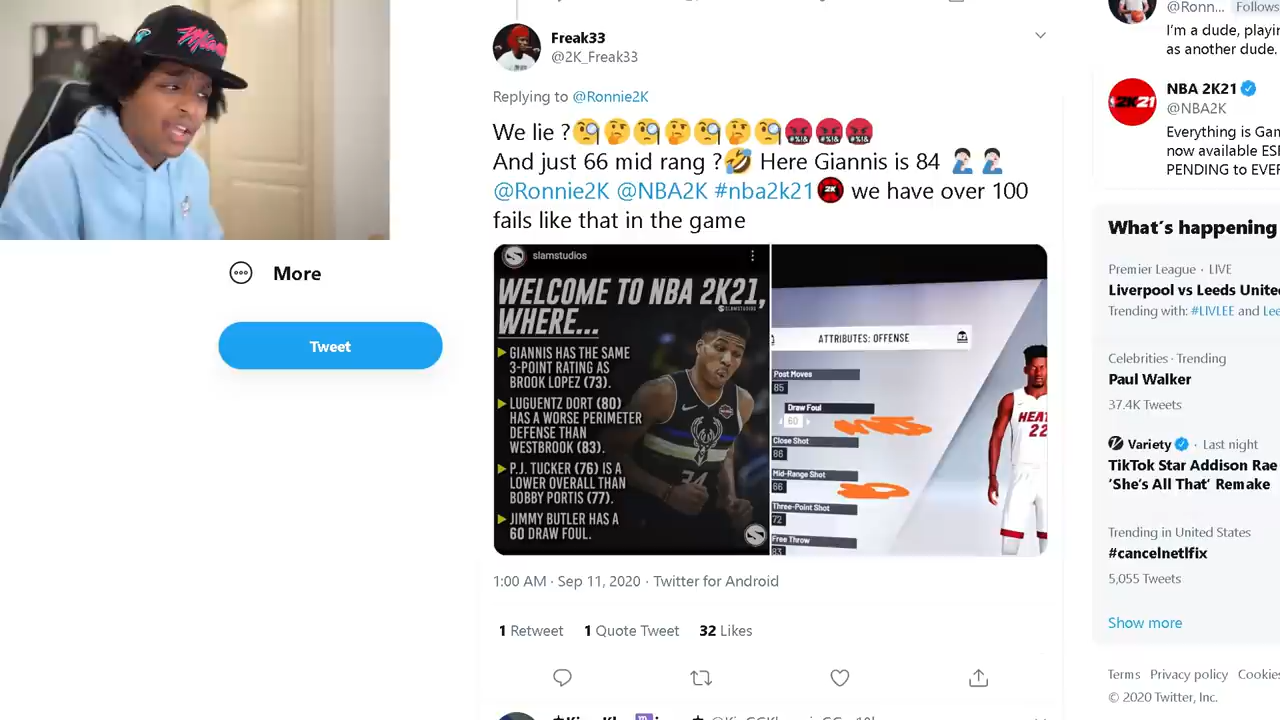 Miami
More
Tweet
Freak33
@2K_Freak33
Replying to @Ronnie2K
We lie ?🧐🤔🧐🤔🧐🤔🧐🤬🤬🤬
And just 66 mid rang ?🤣 Here Giannis is 84 🤦🏻‍♂️🤦🏻‍♂️
@Ronnie2K @NBA2K #nba2k21 we have over 100
fails like that in the game
slamstudios
WELCOME TO NBA 2K21,
SLAMSTUDIOS
WHERE...
GIANNIS HAS THE SAME
3-POINT RATING AS
BROOK LOPEZ (73).
LUGUENTZ DORT (80)
HAS A WORSE PERIMETER
DEFENSE THAN
WESTBROOK (83).
P.J. TUCKER (76) IS A
LOWER OVERALL THAN
BOBBY PORTIS (77).
JIMMY BUTLER HAS A
60 DRAW FOUL.
34
ATTRIBUTES: OFFENSE
Post Moves
85
Draw Foul
60
Close Shot
86
Mid-Range Shot
66
Three-Point Shot
72
Free Throw
83
HEAT
22
1:00 AM · Sep 11, 2020 · Twitter for Android
1 Retweet 1 Quote Tweet 32 Likes
@Ronn... Follows
I'm a dude, playi
as another dude.
2K21
NBA 2K21
@NBA2K
Everything is Gam
now available ES
PENDING to EVER
What's happening
Premier League · LIVE
Liverpool vs Leeds Unite
Trending with: #LIVLEE and Lee
Celebrities · Trending
Paul Walker
37.4K Tweets
Variety · Last night
TikTok Star Addison Rae
'She's All That' Remake
Trending in United States
#cancelnetlfix
5,055 Tweets
Show more
Terms Privacy policy Cookies
© 2020 Twitter, Inc.